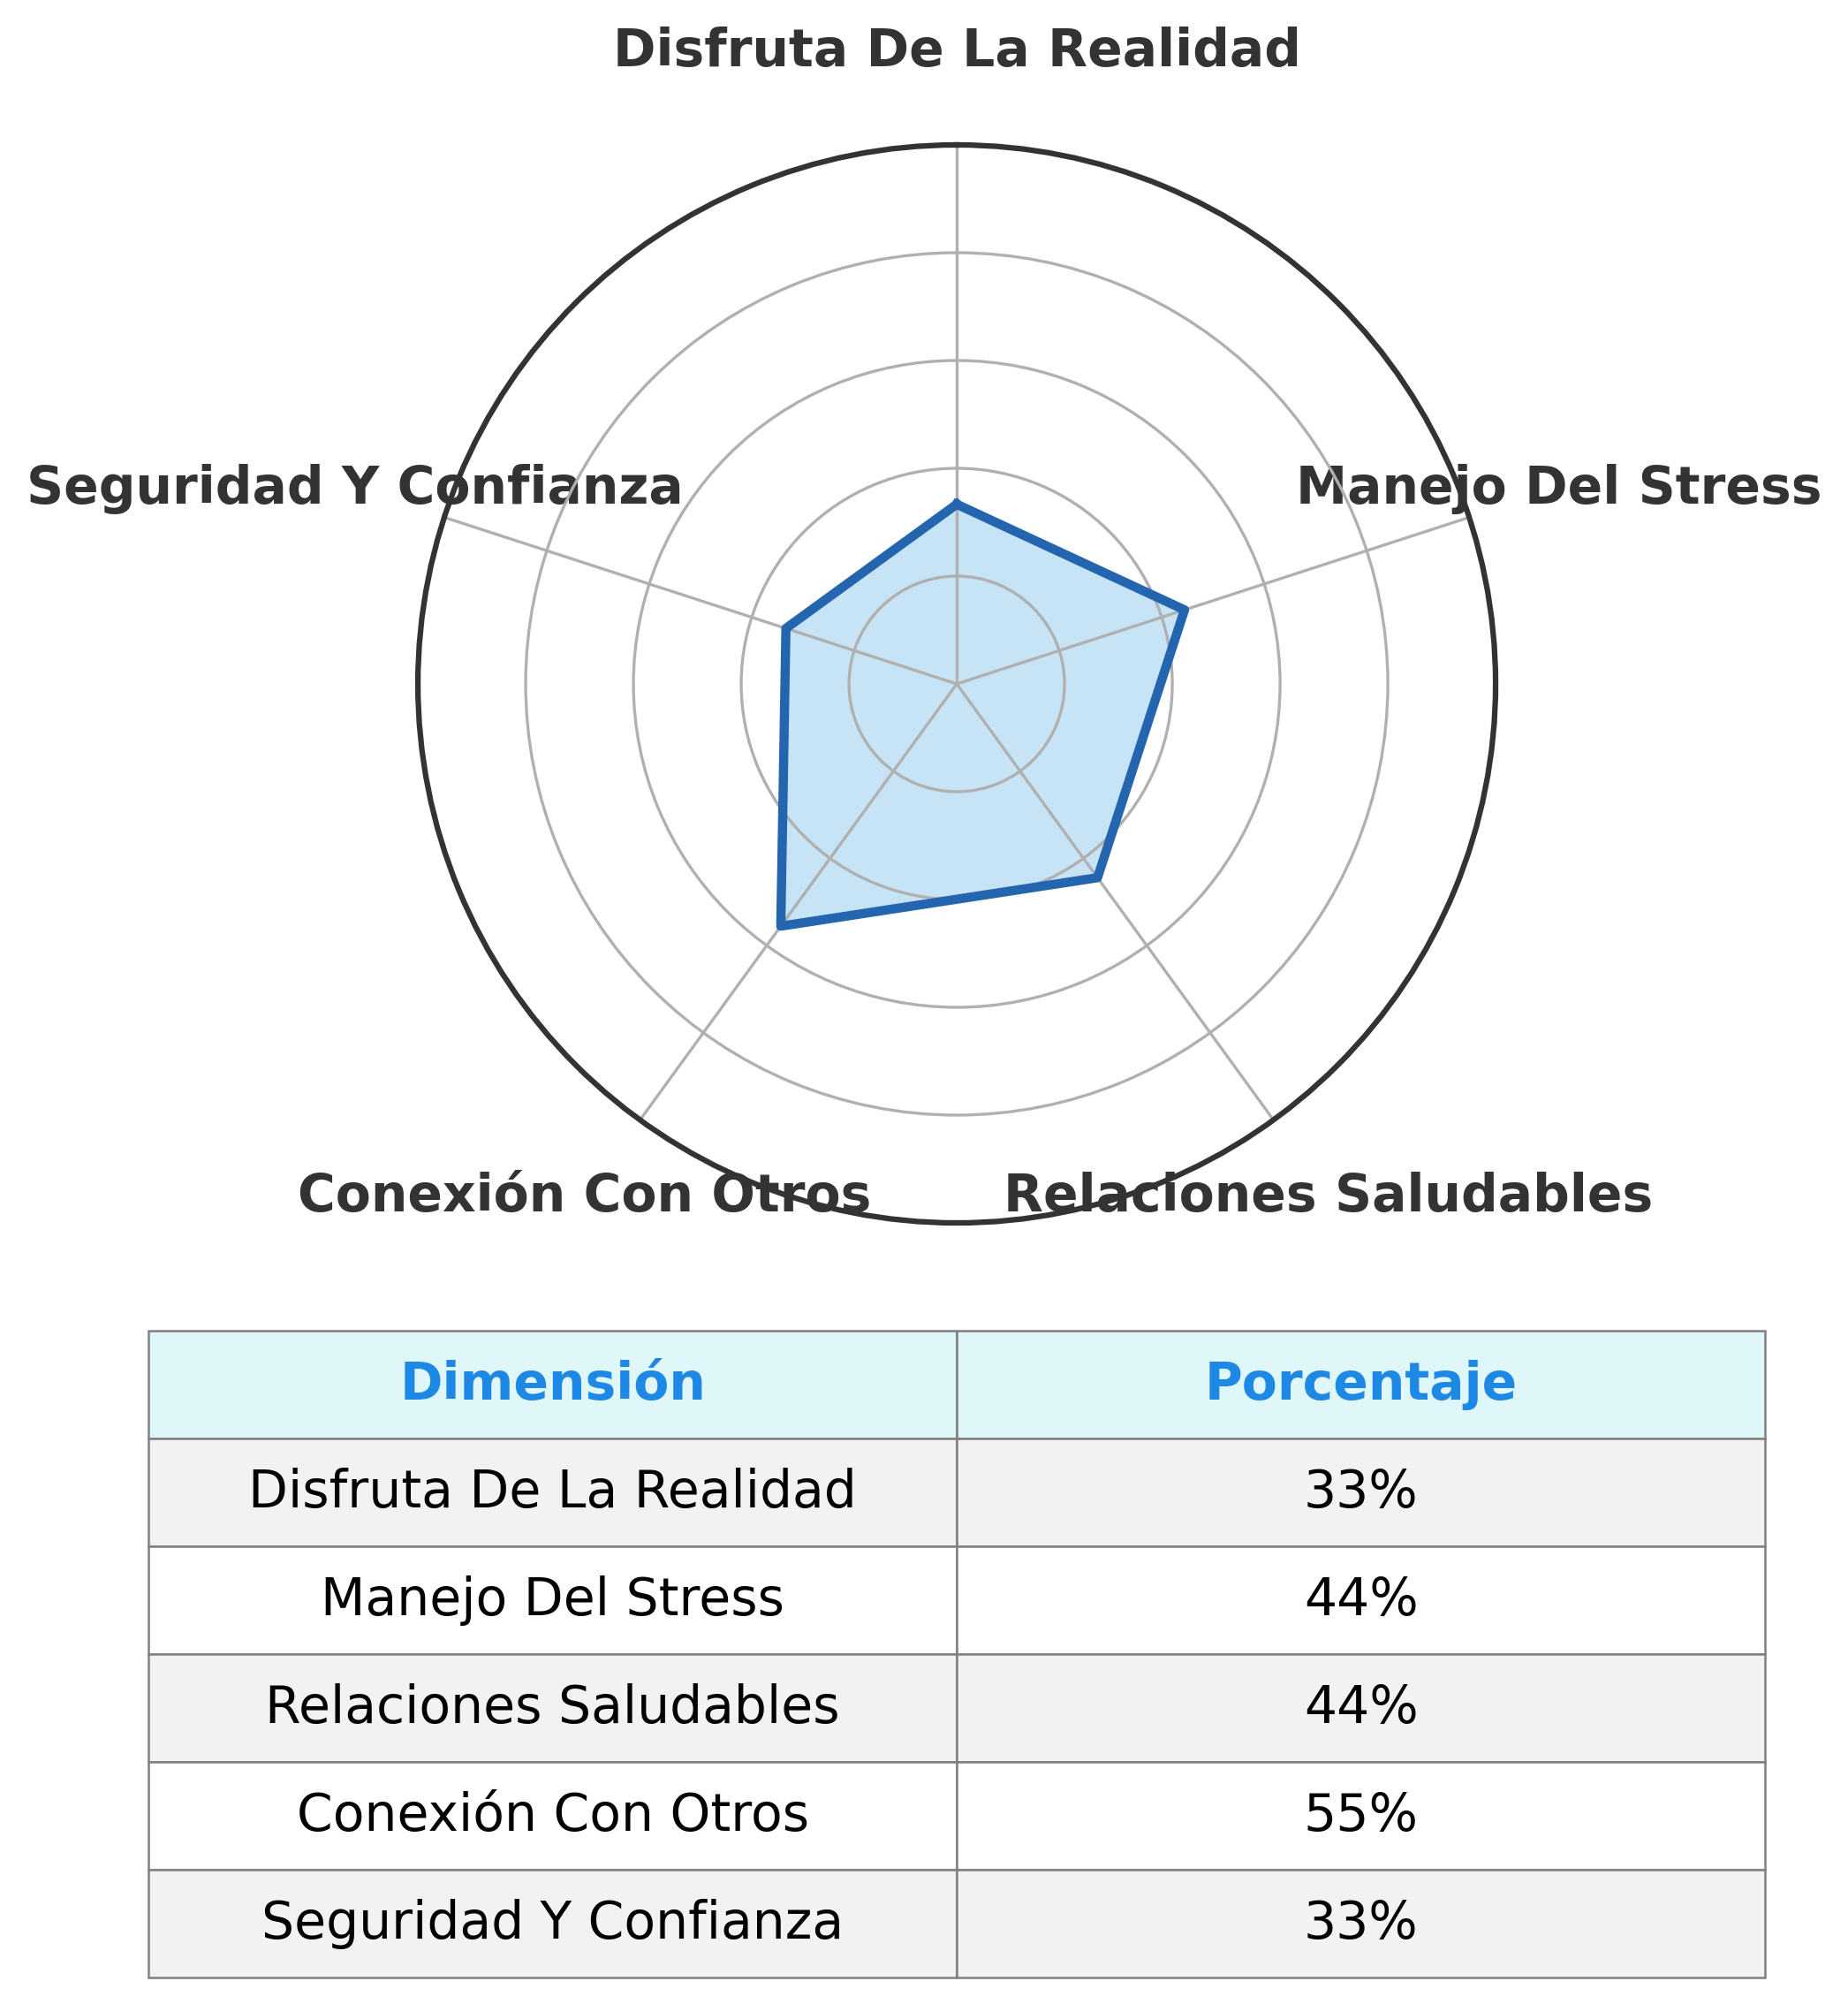 Disfruta De La Realidad
Seguridad Y Confianza
Manejo Del Stress
Conexión Con Otros
Relaciones Saludables
Dimensión Porcentaje
Disfruta De La Realidad 33%
Manejo Del Stress 44%
Relaciones Saludables 44%
Conexión Con Otros 55%
Seguridad Y Confianza 33%